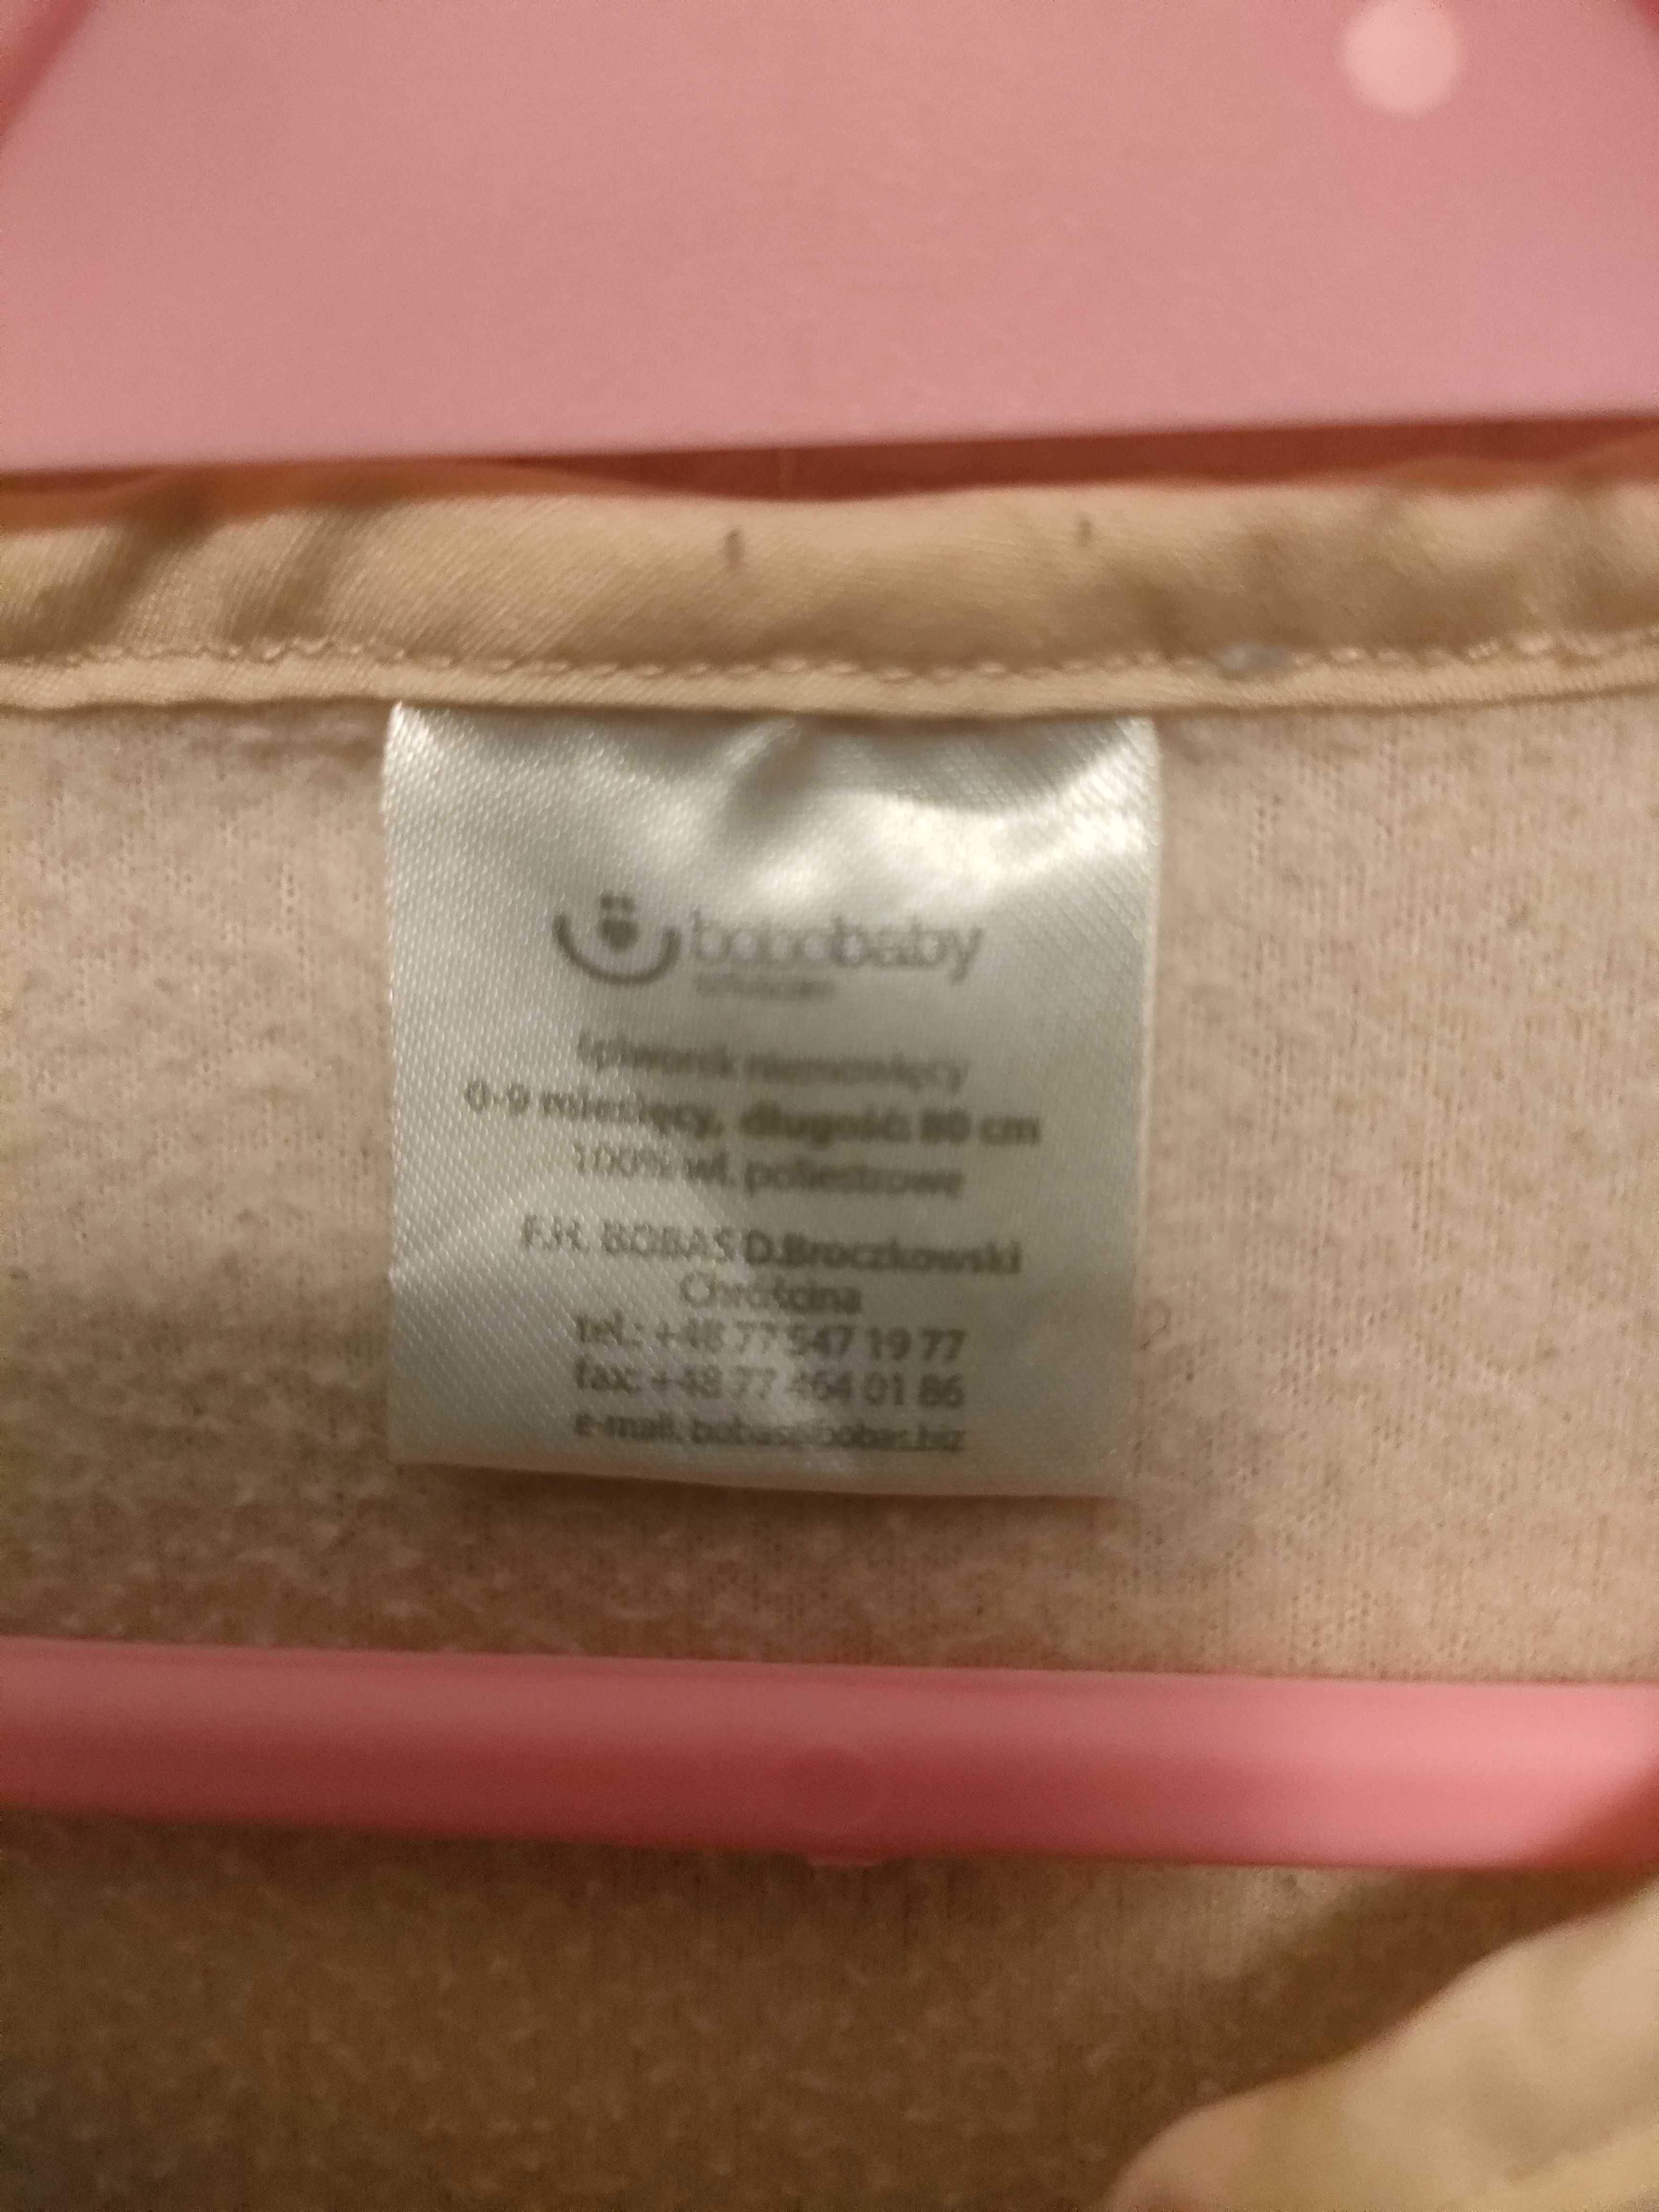 bobobaby
śpiworek niemowlęcy
0-9 miesięcy, długość: 80 cm
100% wł. poliestrowe
F.H. BOBAS D.Broczkowski
Chróścina
tel.: +48 77 547 19 77
fax: +48 77 464 01 86
e-mail: bobas@bobas.biz